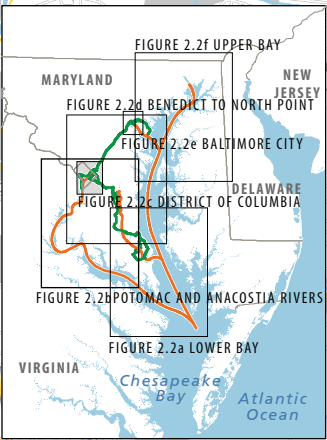 FIGURE 2.2f UPPER BAY
MARYLAND
NEW
JERSEY
FIGURE 2.2d BENEDICT TO NORTH POINT
FIGURE 2.2e BALTIMORE CITY
DELAWARE
FIGURE 2.2c DISTRICT OF COLUMBIA
FIGURE 2.2bPOTOMAC AND ANACOSTIA RIVERS
FIGURE 2.2a LOWER BAY
VIRGINIA
Chesapeake
Bay
Atlantic
Ocean